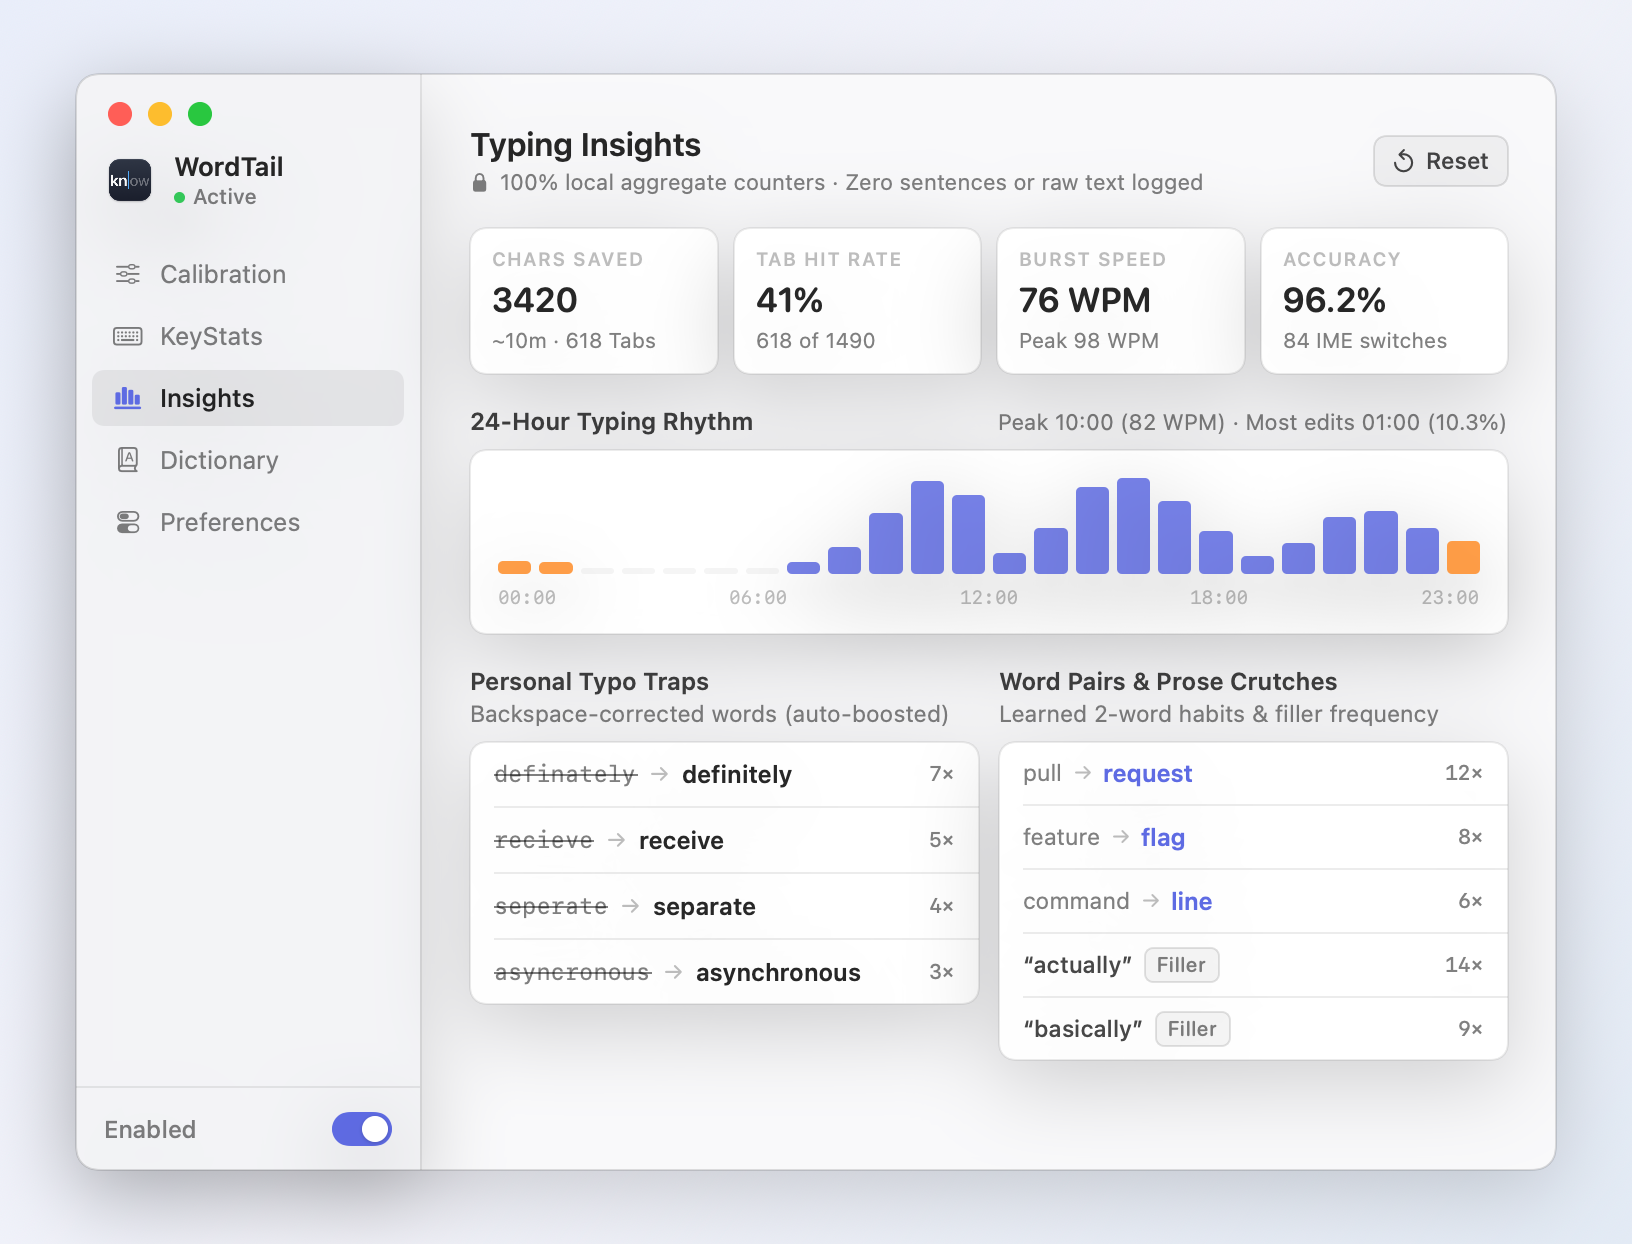 WordTail
kn|ow
Active
Calibration
KeyStats
Insights
Dictionary
Preferences
Enabled
Typing Insights
100% local aggregate counters · Zero sentences or raw text logged
Reset
CHARS SAVED
3420
~10m · 618 Tabs
TAB HIT RATE
41%
618 of 1490
BURST SPEED
76 WPM
Peak 98 WPM
ACCURACY
96.2%
84 IME switches
24-Hour Typing Rhythm
Peak 10:00 (82 WPM) · Most edits 01:00 (10.3%)
00:00 06:00 12:00 18:00 23:00
Personal Typo Traps
Backspace-corrected words (auto-boosted)
definately → definitely 7×
recieve → receive 5×
seperate → separate 4×
asyncronous → asynchronous 3×
Word Pairs & Prose Crutches
Learned 2-word habits & filler frequency
pull → request 12×
feature → flag 8×
command → line 6×
“actually” Filler 14×
“basically” Filler 9×